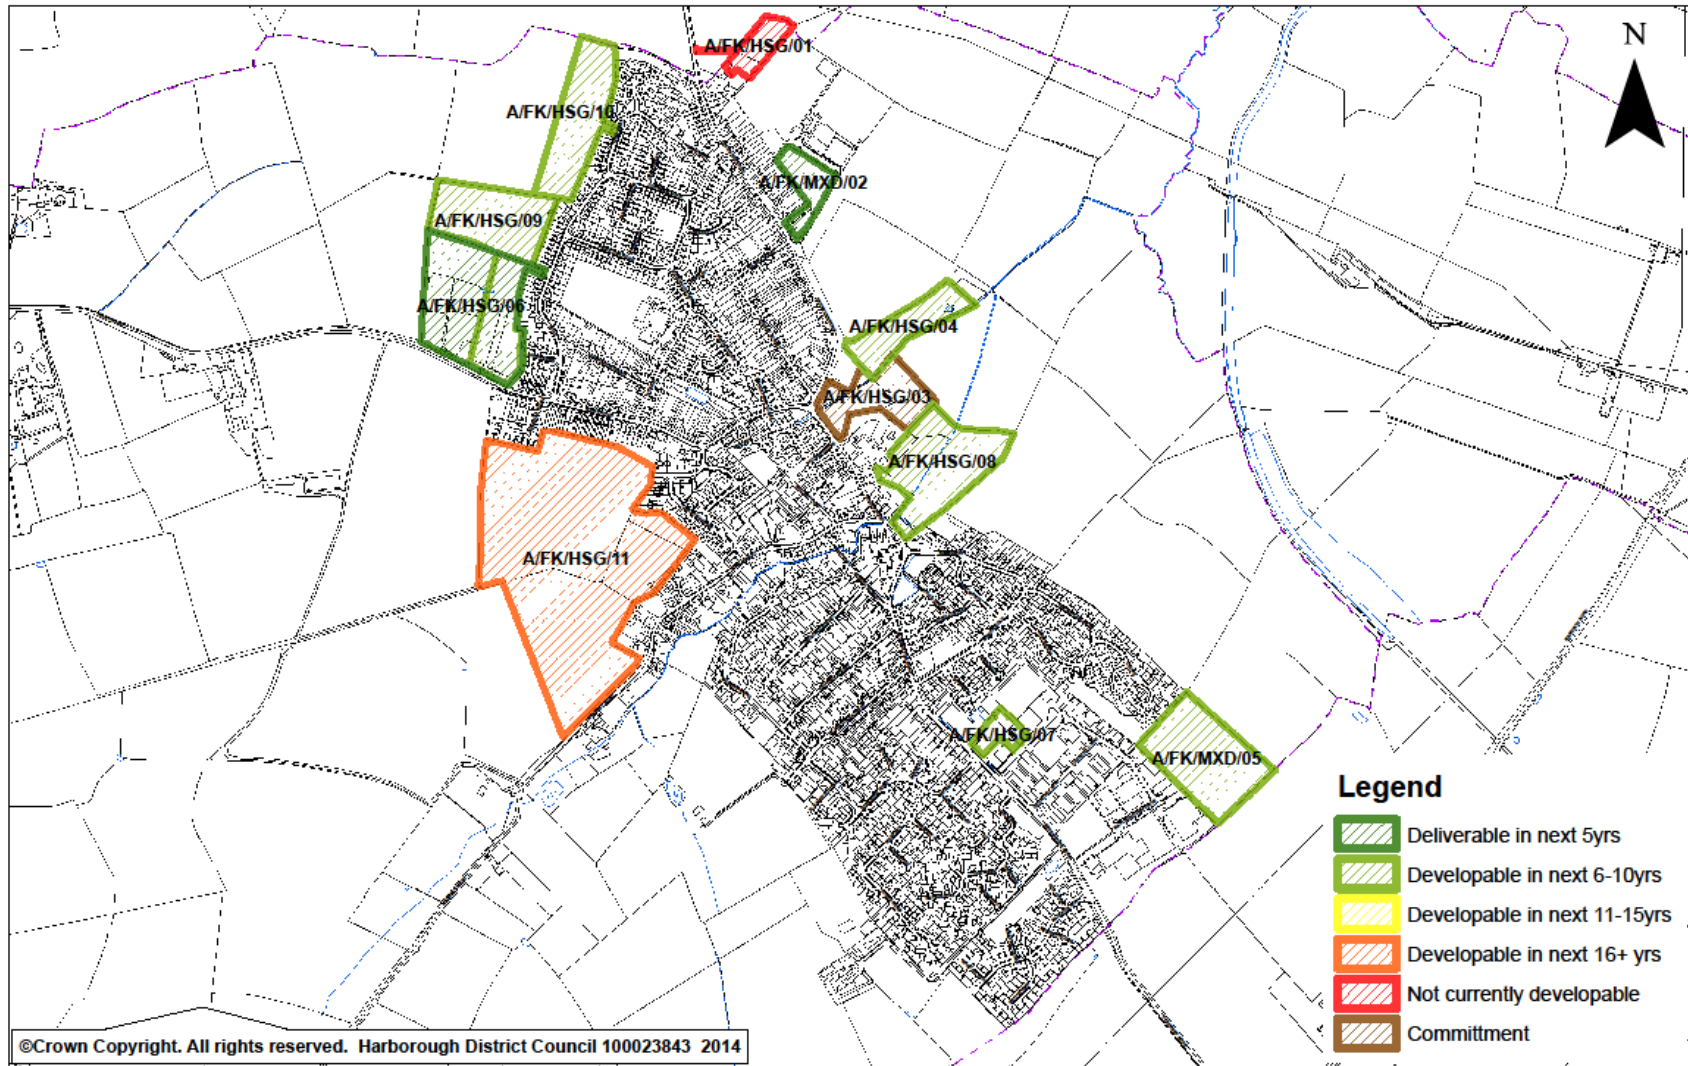 A/FK/HSG/01
N
A/FK/HSG/10
A/FK/MXD/02
A/FK/HSG/09
A/FK/HSG/06
A/FK/HSG/04
A/FK/HSG/03
A/FK/HSG/08
A/FK/HSG/11
A/FK/HSG/07
A/FK/MXD/05
Legend
Deliverable in next 5yrs
Developable in next 6-10yrs
Developable in next 11-15yrs
Developable in next 16+ yrs
Not currently developable
Committment
©Crown Copyright. All rights reserved. Harborough District Council 100023843 2014